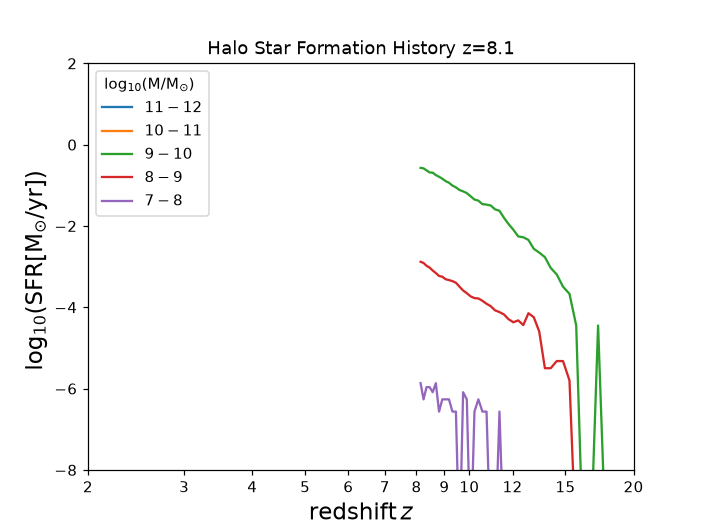 Halo Star Formation History z=8.1
log₁₀(SFR[M⊙/yr])
2
0
−2
−4
−6
−8
log₁₀(M/M⊙)
11 − 12
10 − 11
9 − 10
8 − 9
7 − 8
2 3 4 5 6 7 8 9 10 12 15 20
redshift z